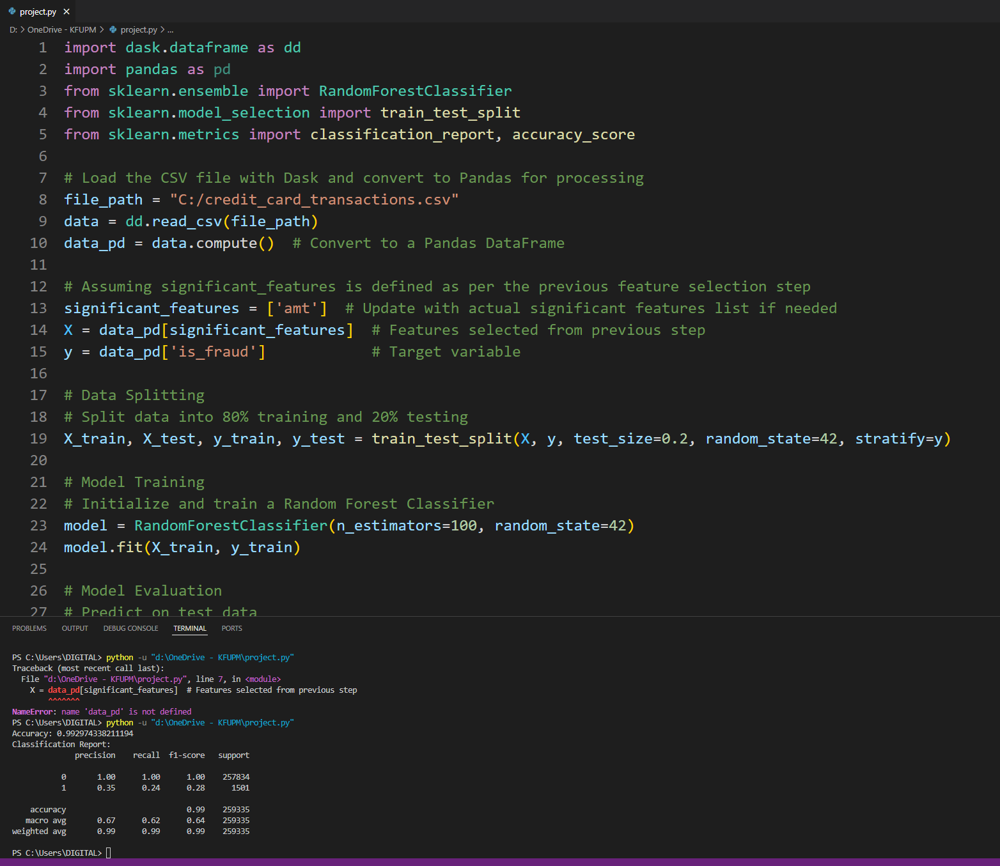 project.py ×
D: > OneDrive - KFUPM > project.py > ...
1 import dask.dataframe as dd
2 import pandas as pd
3 from sklearn.ensemble import RandomForestClassifier
4 from sklearn.model_selection import train_test_split
5 from sklearn.metrics import classification_report, accuracy_score
6
7 # Load the CSV file with Dask and convert to Pandas for processing
8 file_path = "C:/credit_card_transactions.csv"
9 data = dd.read_csv(file_path)
10 data_pd = data.compute()  # Convert to a Pandas DataFrame
11
12 # Assuming significant_features is defined as per the previous feature selection step
13 significant_features = ['amt']  # Update with actual significant features list if needed
14 X = data_pd[significant_features]  # Features selected from previous step
15 y = data_pd['is_fraud']            # Target variable
16
17 # Data Splitting
18 # Split data into 80% training and 20% testing
19 X_train, X_test, y_train, y_test = train_test_split(X, y, test_size=0.2, random_state=42, stratify=y)
20
21 # Model Training
22 # Initialize and train a Random Forest Classifier
23 model = RandomForestClassifier(n_estimators=100, random_state=42)
24 model.fit(X_train, y_train)
25
26 # Model Evaluation
27 # Predict on test data
PROBLEMS OUTPUT DEBUG CONSOLE TERMINAL PORTS
PS C:\Users\DIGITAL> python -u "d:\OneDrive - KFUPM\project.py"
Traceback (most recent call last):
  File "d:\OneDrive - KFUPM\project.py", line 7, in <module>
    X = data_pd[significant_features]  # Features selected from previous step
        ^^^^^^^
NameError: name 'data_pd' is not defined
PS C:\Users\DIGITAL> python -u "d:\OneDrive - KFUPM\project.py"
Accuracy: 0.992974338211194
Classification Report:
              precision    recall  f1-score   support
           0       1.00      1.00      1.00    257834
           1       0.35      0.24      0.28      1501
    accuracy                           0.99    259335
   macro avg       0.67      0.62      0.64    259335
weighted avg       0.99      0.99      0.99    259335
PS C:\Users\DIGITAL>